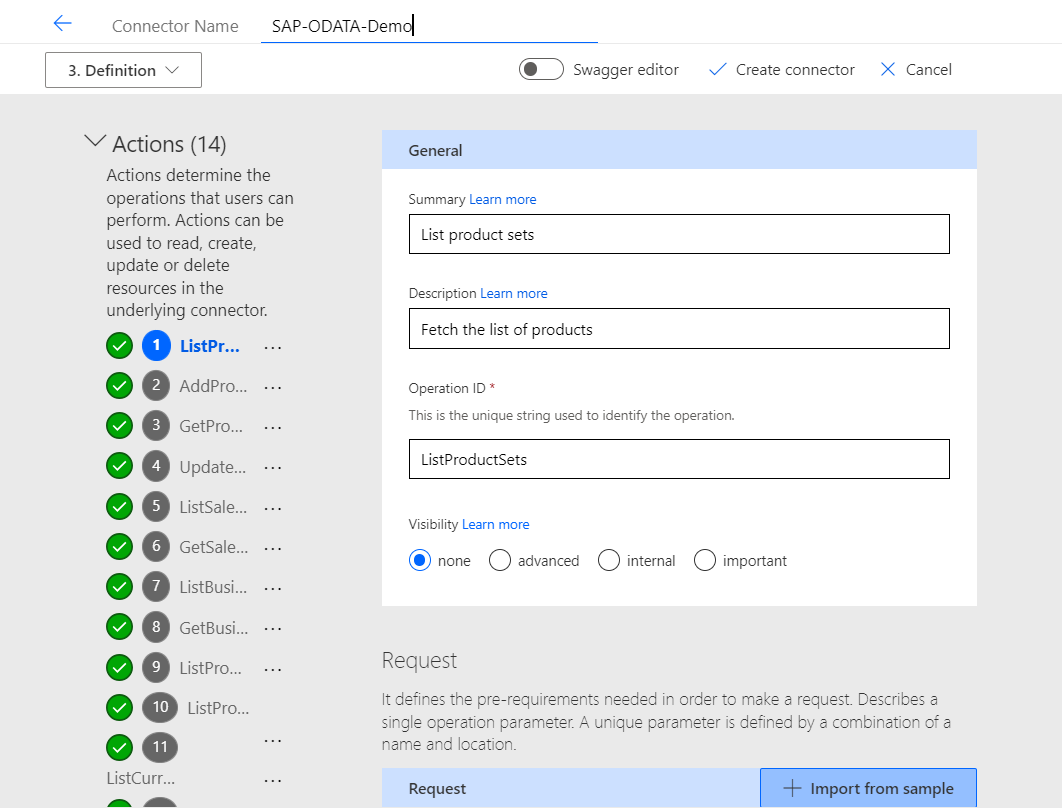 Connector Name SAP-ODATA-Demo
3. Definition
Swagger editor Create connector Cancel
Actions (14)
Actions determine the
operations that users can
perform. Actions can be
used to read, create,
update or delete
resources in the
underlying connector.
1 ListPr... ...
2 AddPro... ...
3 GetPro... ...
4 Update... ...
5 ListSale... ...
6 GetSale... ...
7 ListBusi... ...
8 GetBusi... ...
9 ListPro... ...
10 ListPro...
11 ...
ListCurr... ...
General
Summary Learn more
List product sets
Description Learn more
Fetch the list of products
Operation ID *
This is the unique string used to identify the operation.
ListProductSets
Visibility Learn more
none advanced internal important
Request
It defines the pre-requirements needed in order to make a request. Describes a
single operation parameter. A unique parameter is defined by a combination of a
name and location.
Request Import from sample